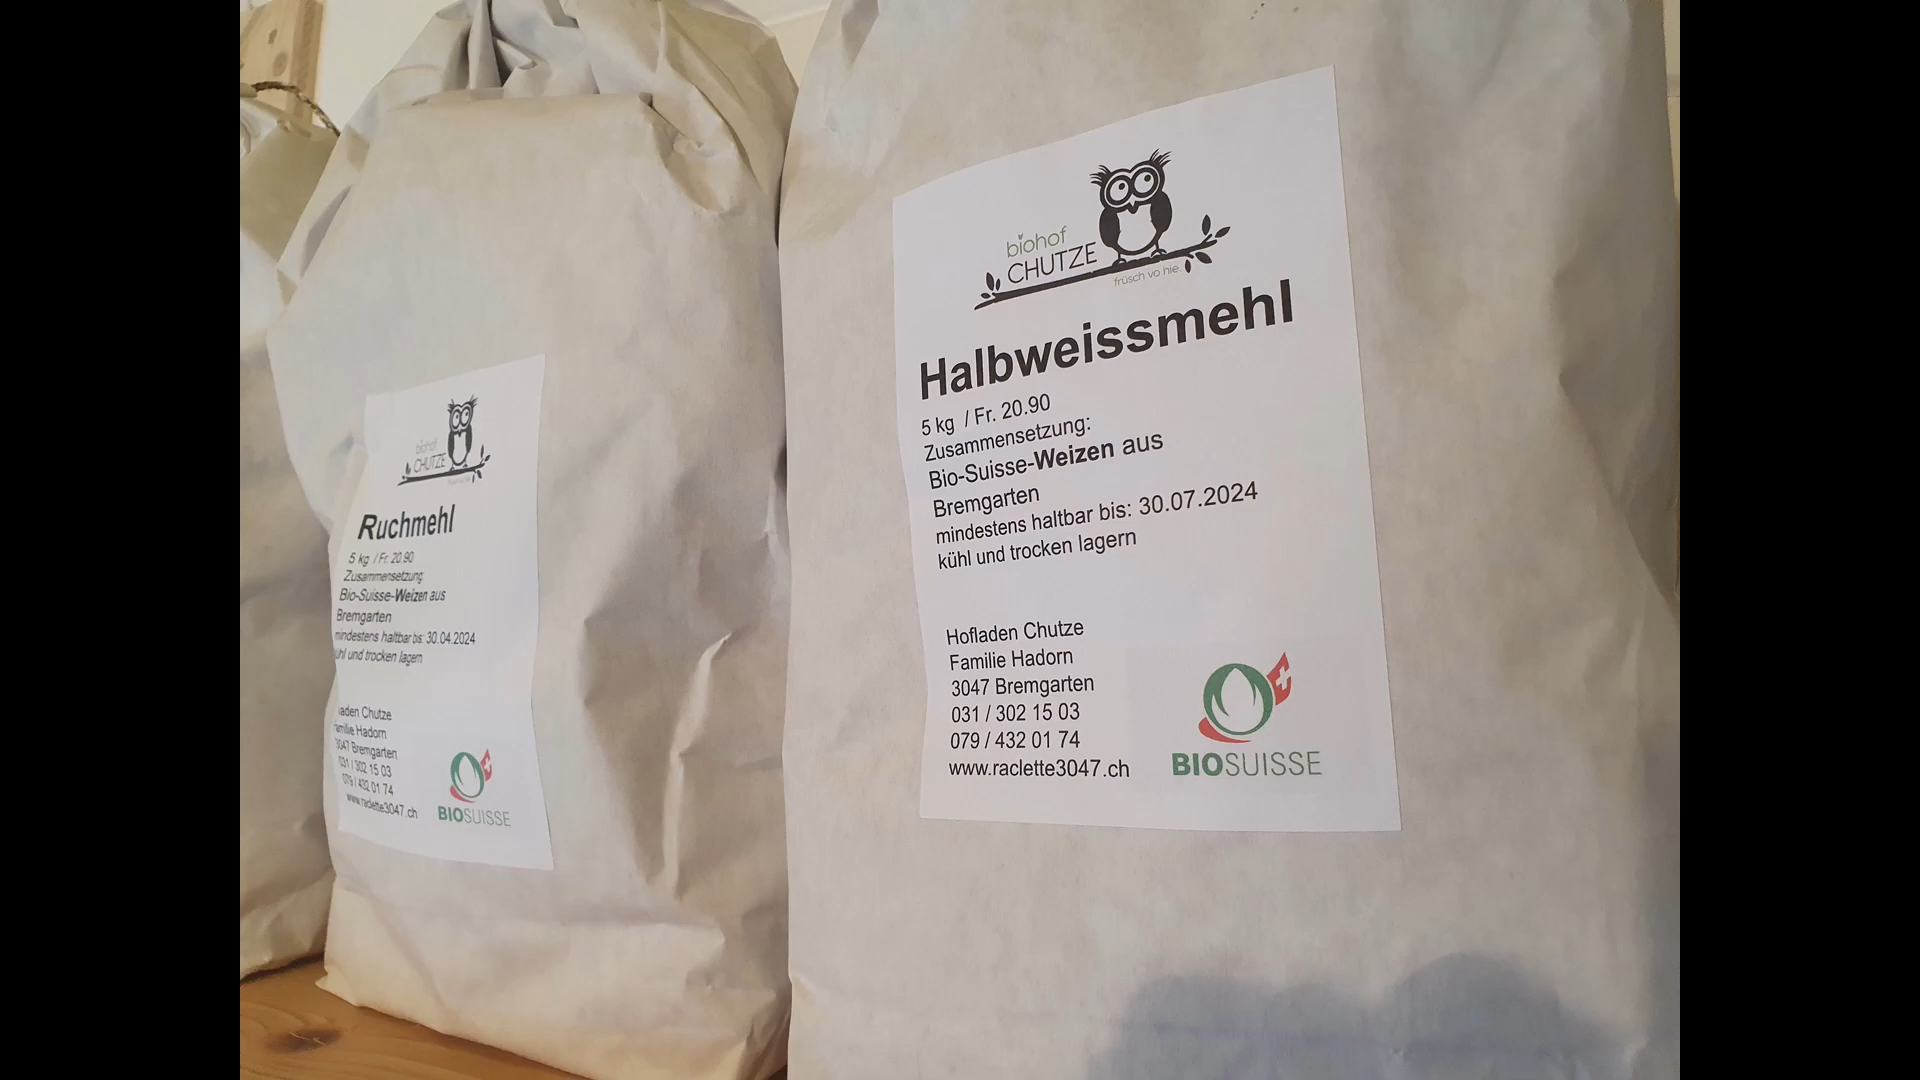 biohof
CHUTZE
Ruchmehl
5 kg / Fr. 20.90
Zusammensetzung:
Bio-Suisse-Weizen aus
Bremgarten
mindestens haltbar bis: 30.04.2024
kühl und trocken lagern
Chutze
Familie Hadorn
3047 Bremgarten
031 / 302 15 03
079 / 432 01 74
www.raclette3047.ch
BIOSUISSE
biohof
CHUTZE
früsch vo hie
Halbweissmehl
5 kg / Fr. 20.90
Zusammensetzung:
Bio-Suisse-Weizen aus
Bremgarten
mindestens haltbar bis: 30.07.2024
kühl und trocken lagern
Hofladen Chutze
Familie Hadorn
3047 Bremgarten
031 / 302 15 03
079 / 432 01 74
www.raclette3047.ch
BIOSUISSE